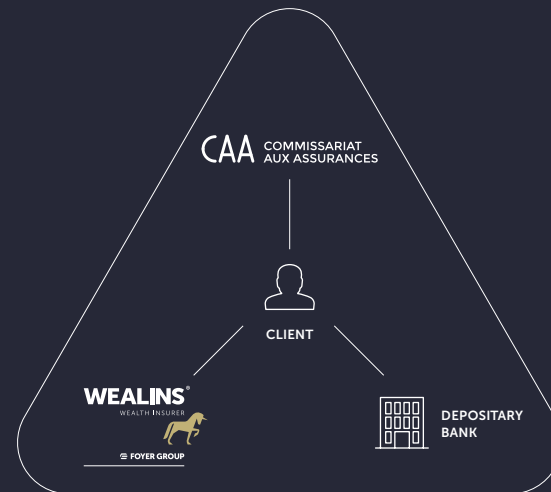 CAA COMMISSARIAT
AUX ASSURANCES
CLIENT
WEALINS®
WEALTH INSURER
FOYER GROUP
DEPOSITARY
BANK